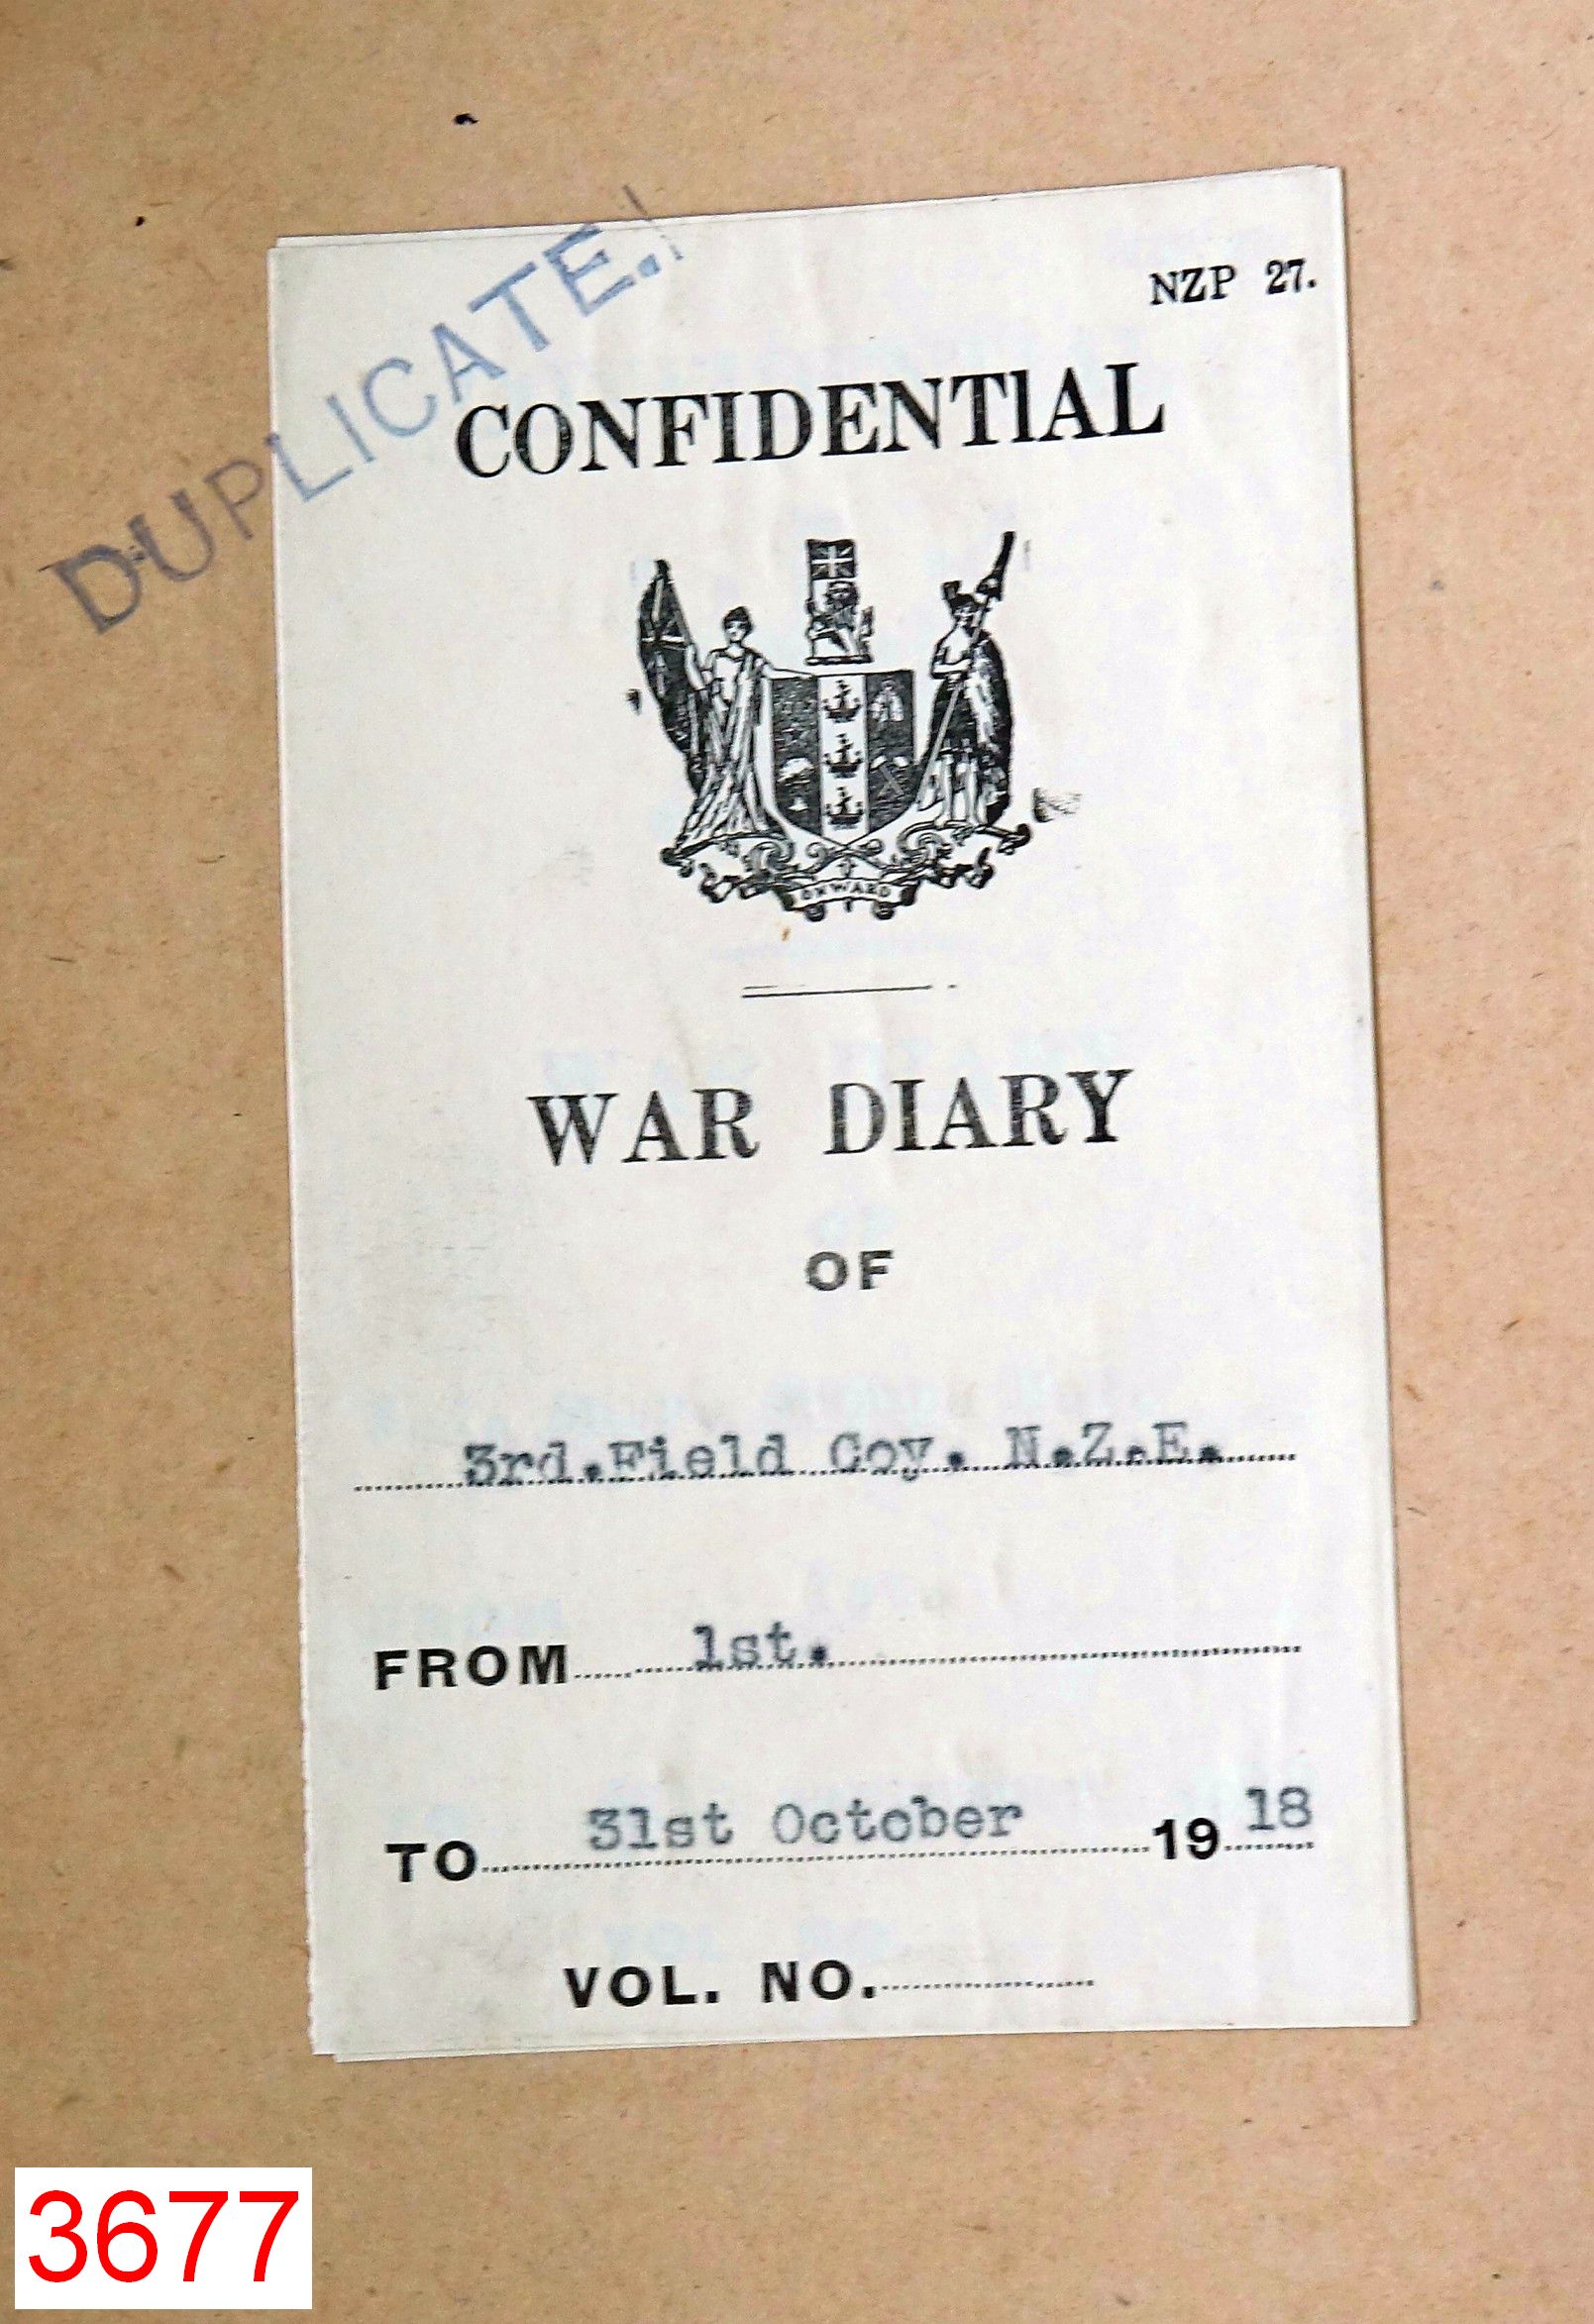 DUPLICATE.
NZP 27.
CONFIDENTIAL
ONWARD
WAR DIARY
OF
3rd.Field Coy. N.Z.E.
FROM 1st.
TO 31st October 1918
VOL. NO.
3677